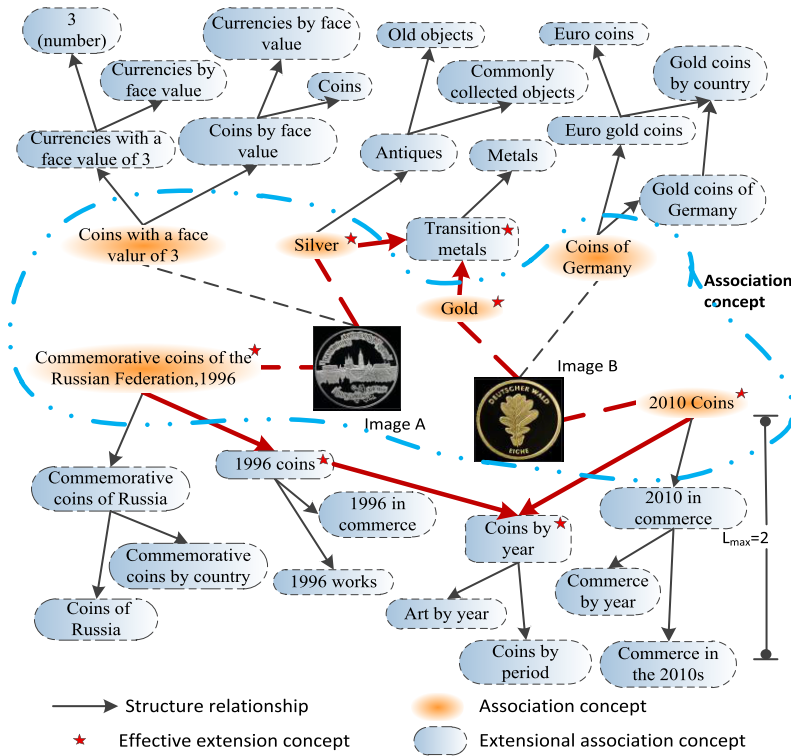 3
(number)
Currencies by face
value
Old objects
Euro coins
Currencies by
face value
Coins
Commonly
collected objects
Gold coins
by country
Currencies with a
face value of 3
Coins by face
value
Antiques
Metals
Euro gold coins
Gold coins of
Germany
Coins with a face
valur of 3
Silver
Transition
metals
Coins of
Germany
Association
concept
Gold
Commemorative coins of the
Russian Federation,1996
Image A
Image B
DEUTSCHER WALD
EICHE
2010 Coins
1996 coins
Commemorative
coins of Russia
1996 in
commerce
Coins by
year
2010 in
commerce
Lmax=2
Commemorative
coins by country
1996 works
Commerce
by year
Coins of
Russia
Art by year
Coins by
period
Commerce in
the 2010s
Structure relationship
Association concept
Effective extension concept
Extensional association concept